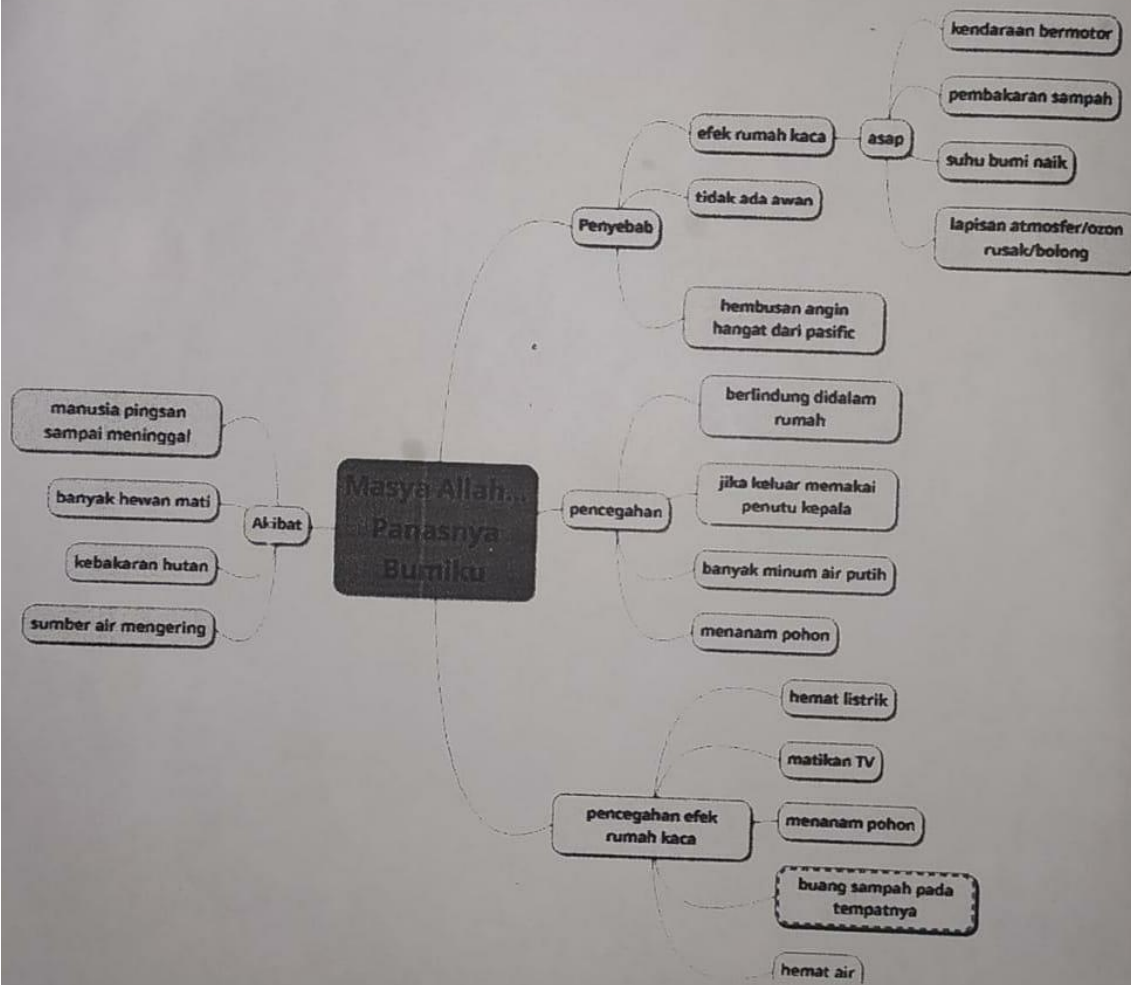 kendaraan bermotor
pembakaran sampah
efek rumah kaca
asap
suhu bumi naik
tidak ada awan
Penyebab
lapisan atmosfer/ozon
rusak/bolong
hembusan angin
hangat dari pasific
berlindung didalam
rumah
manusia pingsan
sampai meninggal
Masya Allah...
Panasnya
Bumiku
jika keluar memakai
penutu kepala
banyak hewan mati
Akibat
pencegahan
kebakaran hutan
banyak minum air putih
sumber air mengering
menanam pohon
hemat listrik
matikan TV
pencegahan efek
rumah kaca
menanam pohon
buang sampah pada
tempatnya
hemat air